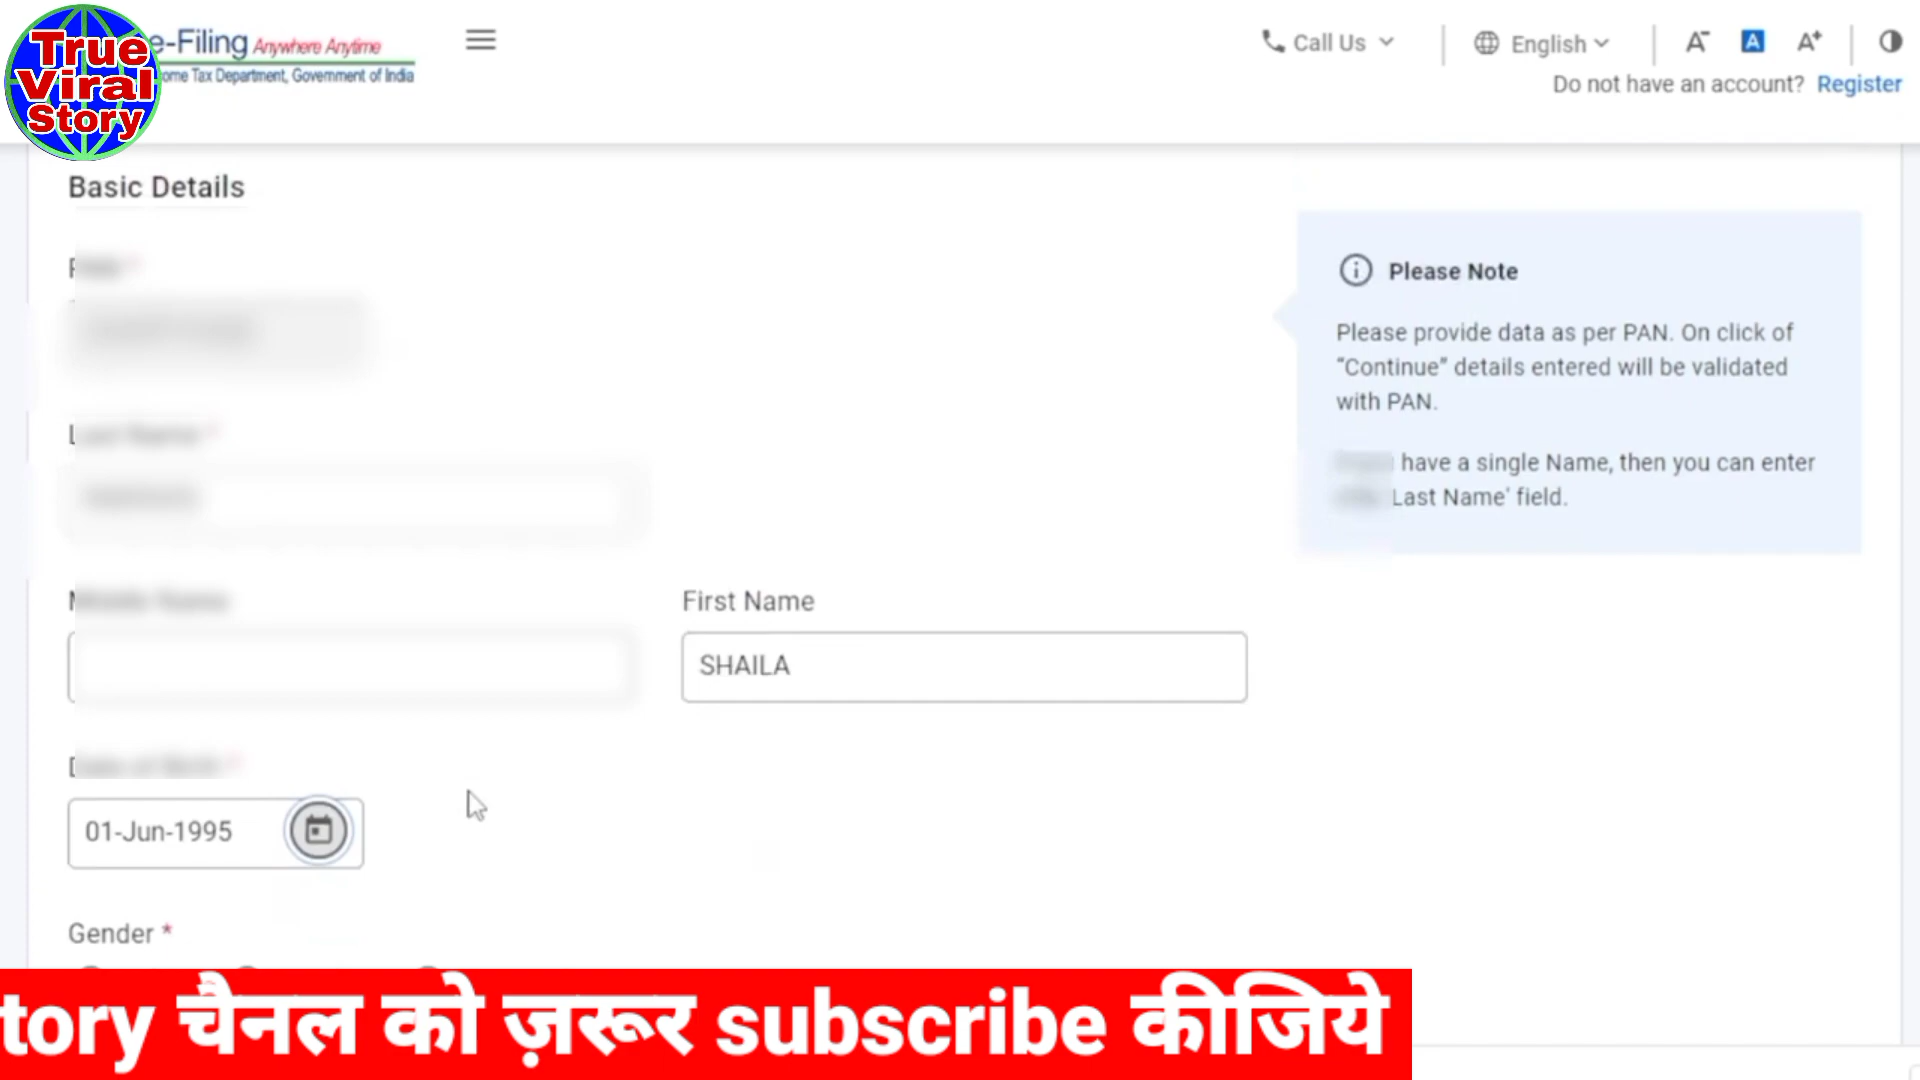 True
Viral
Story
e-Filing Anywhere Anytime
ome Tax Department, Government of India
Call Us
English
A-
A
A+
Do not have an account? Register
Basic Details
Please Note
Please provide data as per PAN. On click of
“Continue” details entered will be validated
with PAN.
have a single Name, then you can enter
Last Name' field.
First Name
SHAILA
01-Jun-1995
Gender *
tory चैनल को ज़रूर subscribe कीजिये